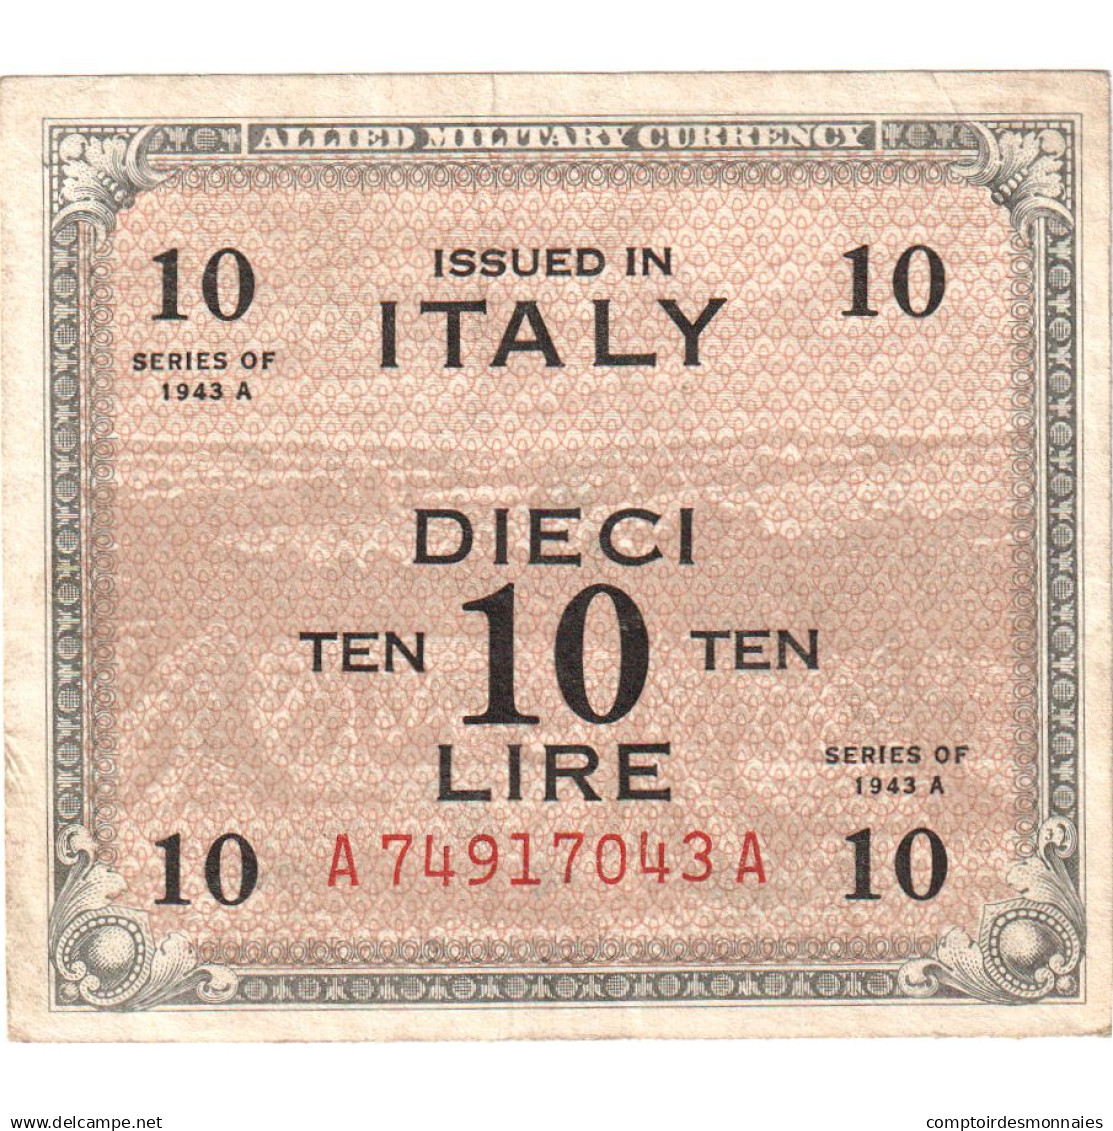 ALLIED MILITARY CURRENCY
10 ISSUED IN 10
ITALY
SERIES OF
1943 A
DIECI
TEN 10 TEN
LIRE
SERIES OF
1943 A
10 A74917043A 10
www.delcampe.net
comptoirdesmonnaies